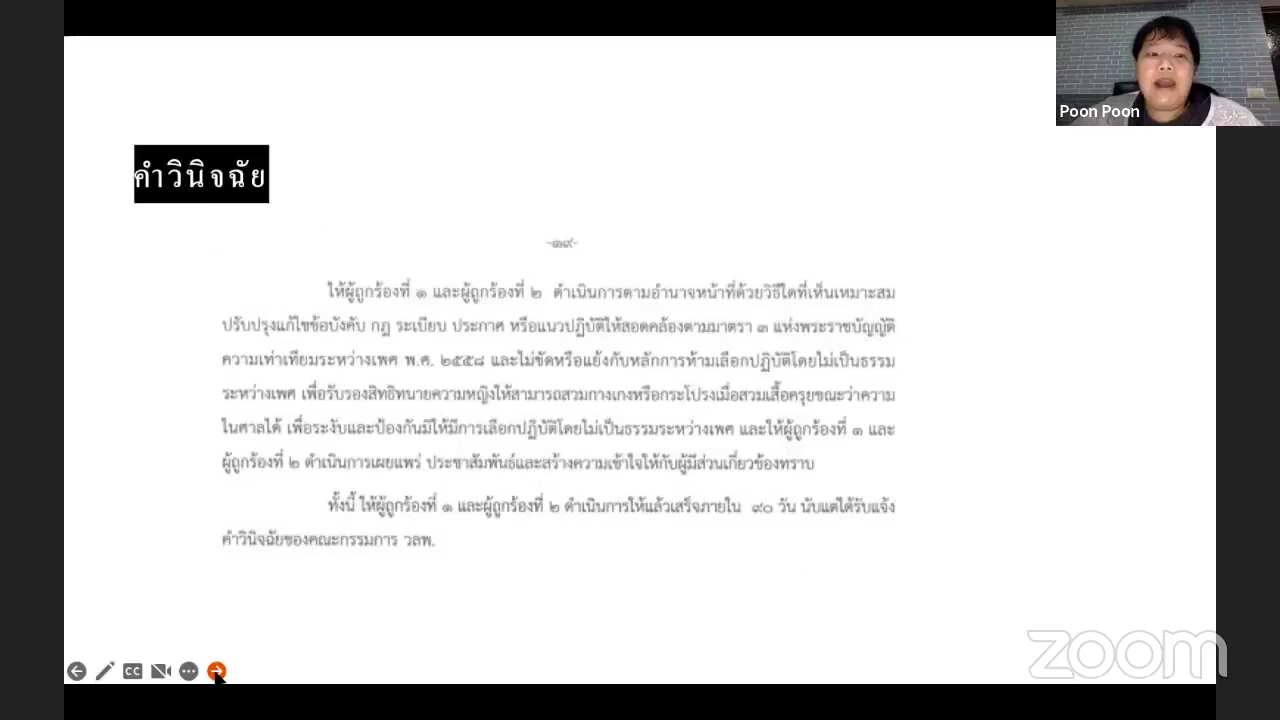 Poon Poon
คำวินิจฉัย
-๑๙-
ให้ผู้ถูกร้องที่ ๑ และผู้ถูกร้องที่ ๒ ดำเนินการตามอำนาจหน้าที่ด้วยวิธีใดที่เห็นเหมาะสม
ปรับปรุงแก้ไขข้อบังคับ กฎ ระเบียบ ประกาศ หรือแนวปฏิบัติให้สอดคล้องตามมาตรา ๓ แห่งพระราชบัญญัติ
ความเท่าเทียมระหว่างเพศ พ.ศ. ๒๕๕๘ และไม่ขัดหรือแย้งกับหลักการห้ามเลือกปฏิบัติโดยไม่เป็นธรรม
ระหว่างเพศ เพื่อรับรองสิทธิทนายความหญิงให้สามารถสวมกางเกงหรือกระโปรงเมื่อสวมเสื้อครุยขณะว่าความ
ในศาลได้ เพื่อระงับและป้องกันมิให้มีการเลือกปฏิบัติโดยไม่เป็นธรรมระหว่างเพศ และให้ผู้ถูกร้องที่ ๑ และ
ผู้ถูกร้องที่ ๒ ดำเนินการเผยแพร่ ประชาสัมพันธ์และสร้างความเข้าใจให้กับผู้มีส่วนเกี่ยวข้องทราบ
ทั้งนี้ ให้ผู้ถูกร้องที่ ๑ และผู้ถูกร้องที่ ๒ ดำเนินการให้แล้วเสร็จภายใน ๙๐ วัน นับแต่ได้รับแจ้ง
คำวินิจฉัยของคณะกรรมการ วลพ.
CC
zoom